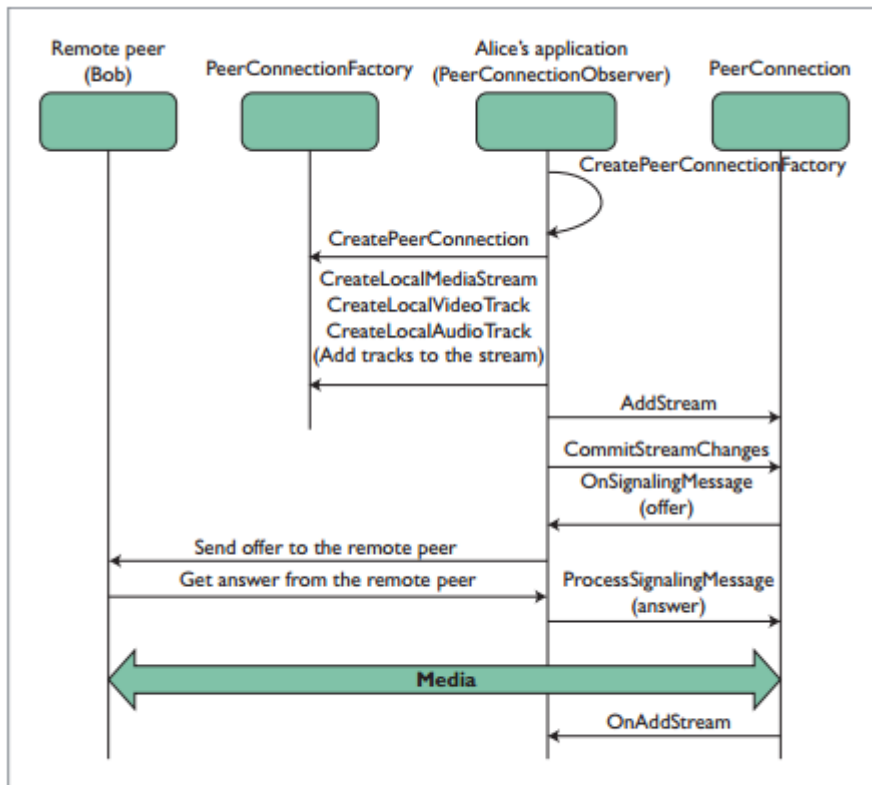 Remote peer
(Bob)
PeerConnectionFactory
Alice's application
(PeerConnectionObserver)
PeerConnection
CreatePeerConnectionFactory
CreatePeerConnection
CreateLocalMediaStream
CreateLocalVideoTrack
CreateLocalAudioTrack
(Add tracks to the stream)
AddStream
CommitStreamChanges
OnSignalingMessage
(offer)
Send offer to the remote peer
Get answer from the remote peer
ProcessSignalingMessage
(answer)
Media
OnAddStream